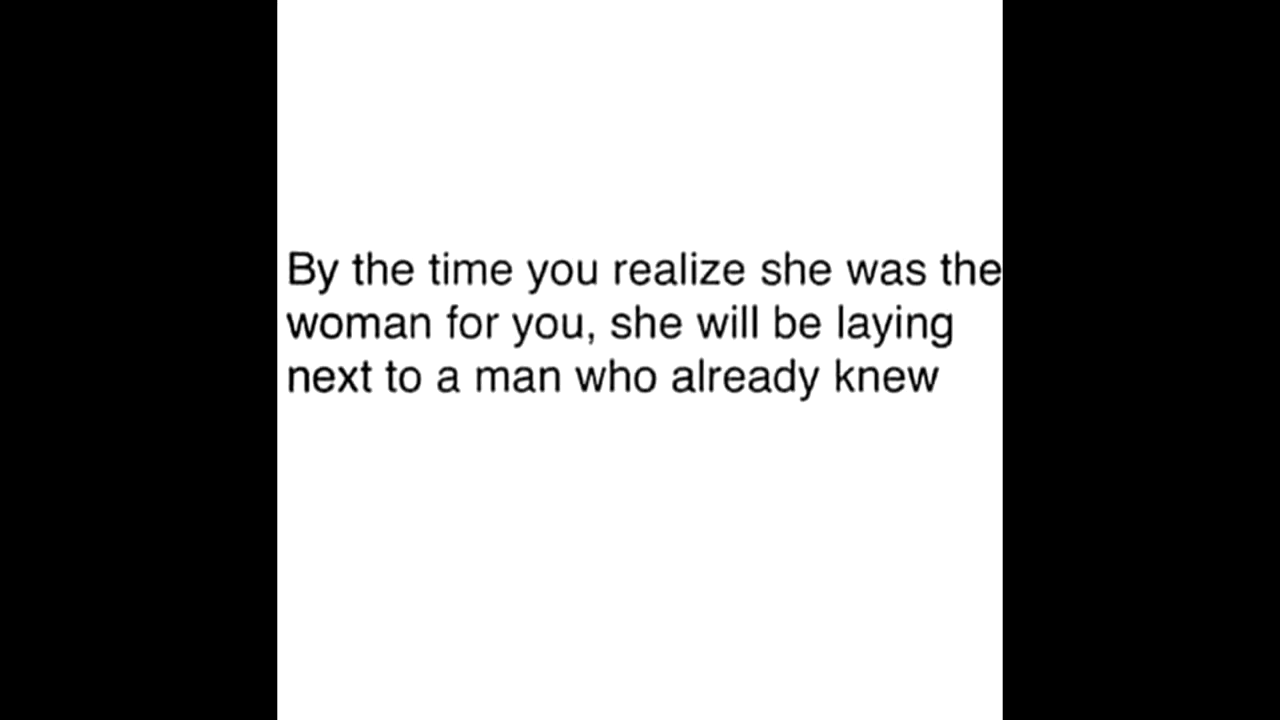 By the time you realize she was the
woman for you, she will be laying
next to a man who already knew